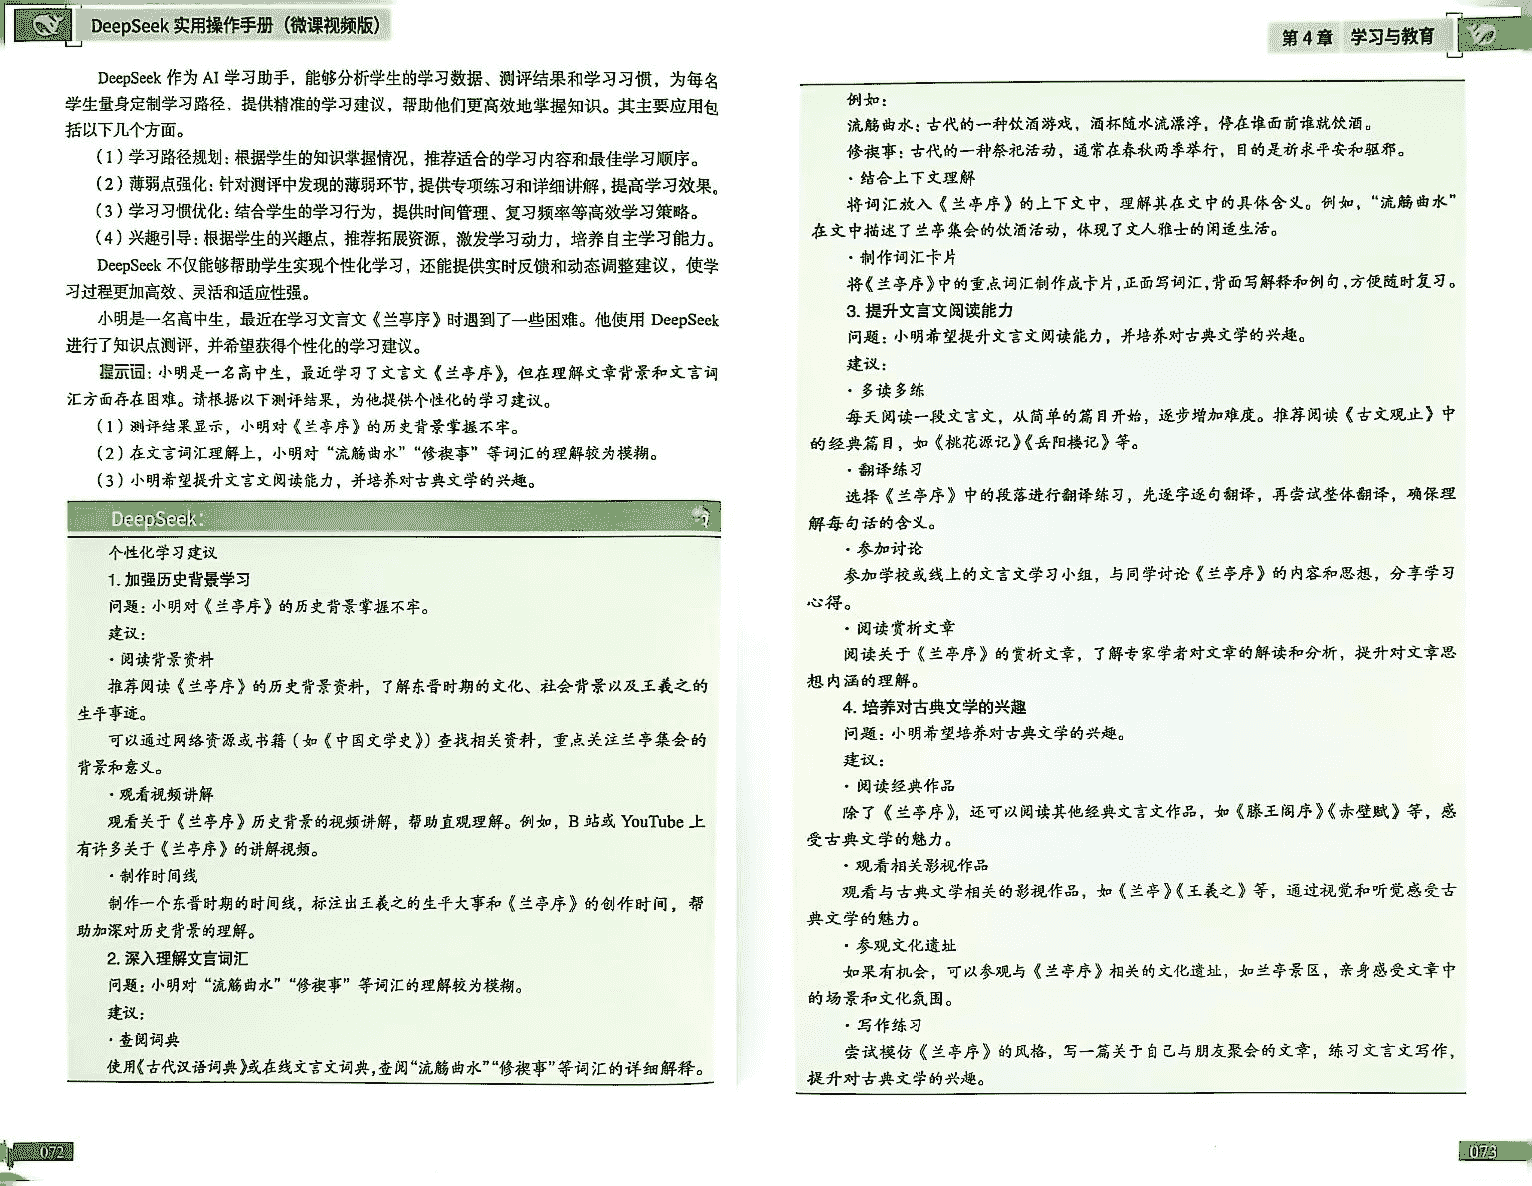 DeepSeek 实用操作手册（微课视频版）
DeepSeek 作为 AI 学习助手，能够分析学生的学习数据、测评结果和学习习惯，为每名
学生量身定制学习路径，提供精准的学习建议，帮助他们更高效地掌握知识。其主要应用包
括以下几个方面。
（1）学习路径规划：根据学生的知识掌握情况，推荐适合的学习内容和最佳学习顺序。
（2）薄弱点强化：针对测评中发现的薄弱环节，提供专项练习和详细讲解，提高学习效果。
（3）学习习惯优化：结合学生的学习行为，提供时间管理、复习频率等高效学习策略。
（4）兴趣引导：根据学生的兴趣点，推荐拓展资源，激发学习动力，培养自主学习能力。
DeepSeek 不仅能够帮助学生实现个性化学习，还能提供实时反馈和动态调整建议，使学
习过程更加高效、灵活和适应性强。
小明是一名高中生，最近在学习文言文《兰亭序》时遇到了一些困难。他使用 DeepSeek
进行了知识点测评，并希望获得个性化的学习建议。
提示词：小明是一名高中生，最近学习了文言文《兰亭序》，但在理解文章背景和文言词
汇方面存在困难。请根据以下测评结果，为他提供个性化的学习建议。
（1）测评结果显示，小明对《兰亭序》的历史背景掌握不牢。
（2）在文言词汇理解上，小明对“流觞曲水”“修禊事”等词汇的理解较为模糊。
（3）小明希望提升文言文阅读能力，并培养对古典文学的兴趣。
DeepSeek：
个性化学习建议
1. 加强历史背景学习
问题：小明对《兰亭序》的历史背景掌握不牢。
建议：
· 阅读背景资料
推荐阅读《兰亭序》的历史背景资料，了解东晋时期的文化、社会背景以及王羲之的
生平事迹。
可以通过网络资源或书籍（如《中国文学史》）查找相关资料，重点关注兰亭集会的
背景和意义。
· 观看视频讲解
观看关于《兰亭序》历史背景的视频讲解，帮助直观理解。例如，B 站或 YouTube 上
有许多关于《兰亭序》的讲解视频。
· 制作时间线
制作一个东晋时期的时间线，标注出王羲之的生平大事和《兰亭序》的创作时间，帮
助加深对历史背景的理解。
2. 深入理解文言词汇
问题：小明对“流觞曲水”“修禊事”等词汇的理解较为模糊。
建议：
· 查阅词典
使用《古代汉语词典》或在线文言文词典，查阅“流觞曲水”“修禊事”等词汇的详细解释。
072
第 4 章 学习与教育
例如：
流觞曲水：古代的一种饮酒游戏，酒杯随水流漂浮，停在谁面前谁就饮酒。
修禊事：古代的一种祭祀活动，通常在春秋两季举行，目的是祈求平安和驱邪。
· 结合上下文理解
将词汇放入《兰亭序》的上下文中，理解其在文中的具体含义。例如，“流觞曲水”
在文中描述了兰亭集会的饮酒活动，体现了文人雅士的闲适生活。
· 制作词汇卡片
将《兰亭序》中的重点词汇制作成卡片，正面写词汇，背面写解释和例句，方便随时复习。
3. 提升文言文阅读能力
问题：小明希望提升文言文阅读能力，并培养对古典文学的兴趣。
建议：
· 多读多练
每天阅读一段文言文，从简单的篇目开始，逐步增加难度。推荐阅读《古文观止》中
的经典篇目，如《桃花源记》《岳阳楼记》等。
· 翻译练习
选择《兰亭序》中的段落进行翻译练习，先逐字逐句翻译，再尝试整体翻译，确保理
解每句话的含义。
· 参加讨论
参加学校或线上的文言文学习小组，与同学讨论《兰亭序》的内容和思想，分享学习
心得。
· 阅读赏析文章
阅读关于《兰亭序》的赏析文章，了解专家学者对文章的解读和分析，提升对文章思
想内涵的理解。
4. 培养对古典文学的兴趣
问题：小明希望培养对古典文学的兴趣。
建议：
· 阅读经典作品
除了《兰亭序》，还可以阅读其他经典文言文作品，如《滕王阁序》《赤壁赋》等，感
受古典文学的魅力。
· 观看相关影视作品
观看与古典文学相关的影视作品，如《兰亭》《王羲之》等，通过视觉和听觉感受古
典文学的魅力。
· 参观文化遗址
如果有机会，可以参观与《兰亭序》相关的文化遗址，如兰亭景区，亲身感受文章中
的场景和文化氛围。
· 写作练习
尝试模仿《兰亭序》的风格，写一篇关于自己与朋友聚会的文章，练习文言文写作，
提升对古典文学的兴趣。
073